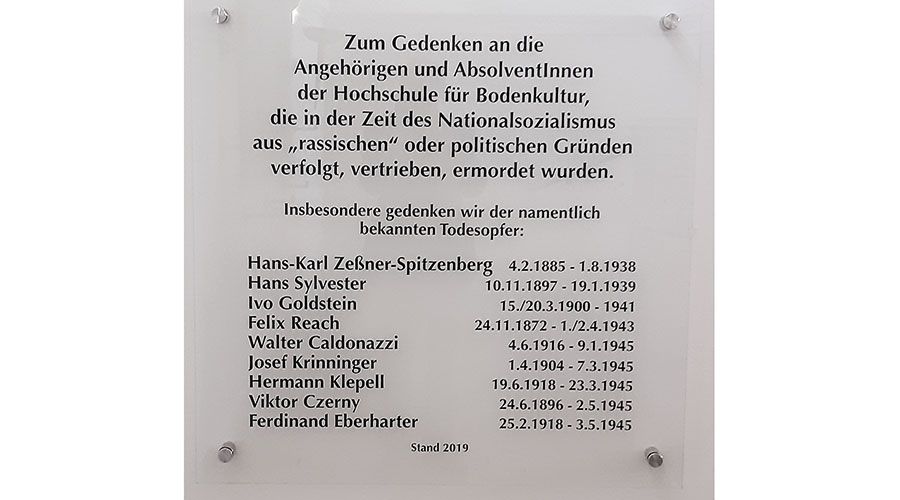 Zum Gedenken an die
Angehörigen und AbsolventInnen
der Hochschule für Bodenkultur,
die in der Zeit des Nationalsozialismus
aus „rassischen“ oder politischen Gründen
verfolgt, vertrieben, ermordet wurden.
Insbesondere gedenken wir der namentlich
bekannten Todesopfer:
Hans-Karl Zeßner-Spitzenberg 4.2.1885 - 1.8.1938
Hans Sylvester 10.11.1897 - 19.1.1939
Ivo Goldstein 15./20.3.1900 - 1941
Felix Reach 24.11.1872 - 1./2.4.1943
Walter Caldonazzi 4.6.1916 - 9.1.1945
Josef Krinninger 1.4.1904 - 7.3.1945
Hermann Klepell 19.6.1918 - 23.3.1945
Viktor Czerny 24.6.1896 - 2.5.1945
Ferdinand Eberharter 25.2.1918 - 3.5.1945
Stand 2019